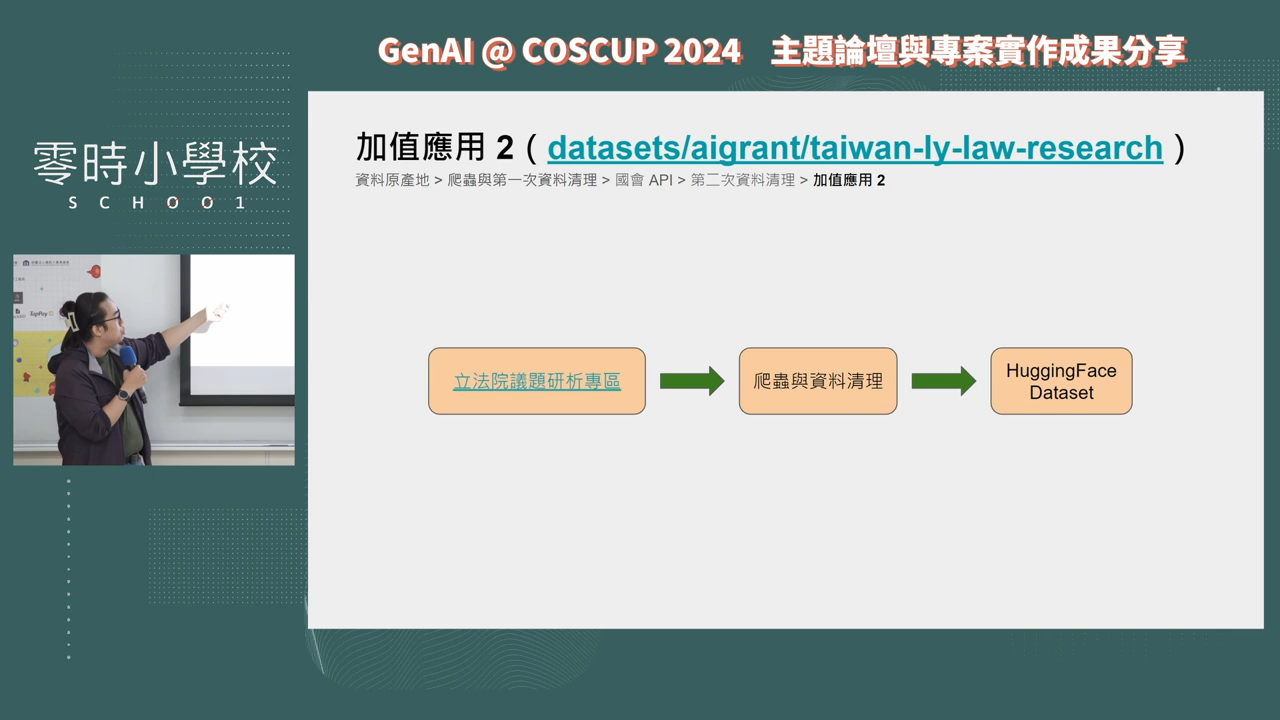 GenAI @ COSCUP 2024 主題論壇與專案實作成果分享
零時小學校
SCHOO1
加值應用 2（datasets/aigrant/taiwan-ly-law-research）
資料原產地 > 爬蟲與第一次資料清理 > 國會 API > 第二次資料清理 > 加值應用 2
立法院議題研析專區
爬蟲與資料清理
HuggingFace
Dataset
TapPay